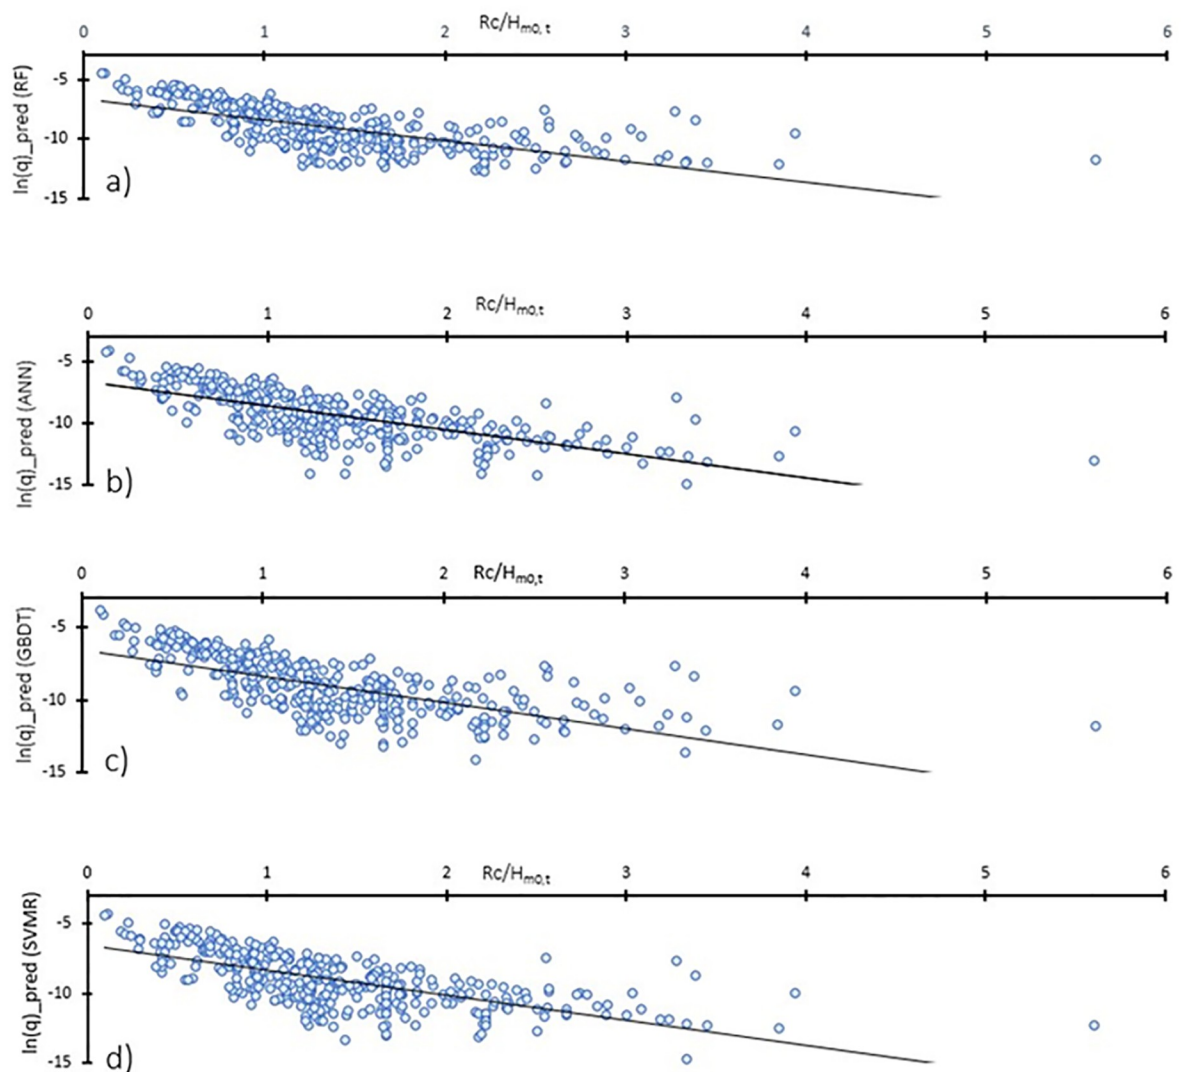 Rc/Hm0,t
0 1 2 3 4 5 6
ln(q)_pred (RF)
-5
-10
-15
a)
Rc/Hm0,t
0 1 2 3 4 5 6
ln(q)_pred (ANN)
-5
-10
-15
b)
0 1 2 Rc/Hm0,t 3 4 5 6
ln(q)_pred (GBDT)
-5
-10
-15
c)
0 1 2 Rc/Hm0,t 3 4 5 6
ln(q)_pred (SVMR)
-5
-10
-15
d)